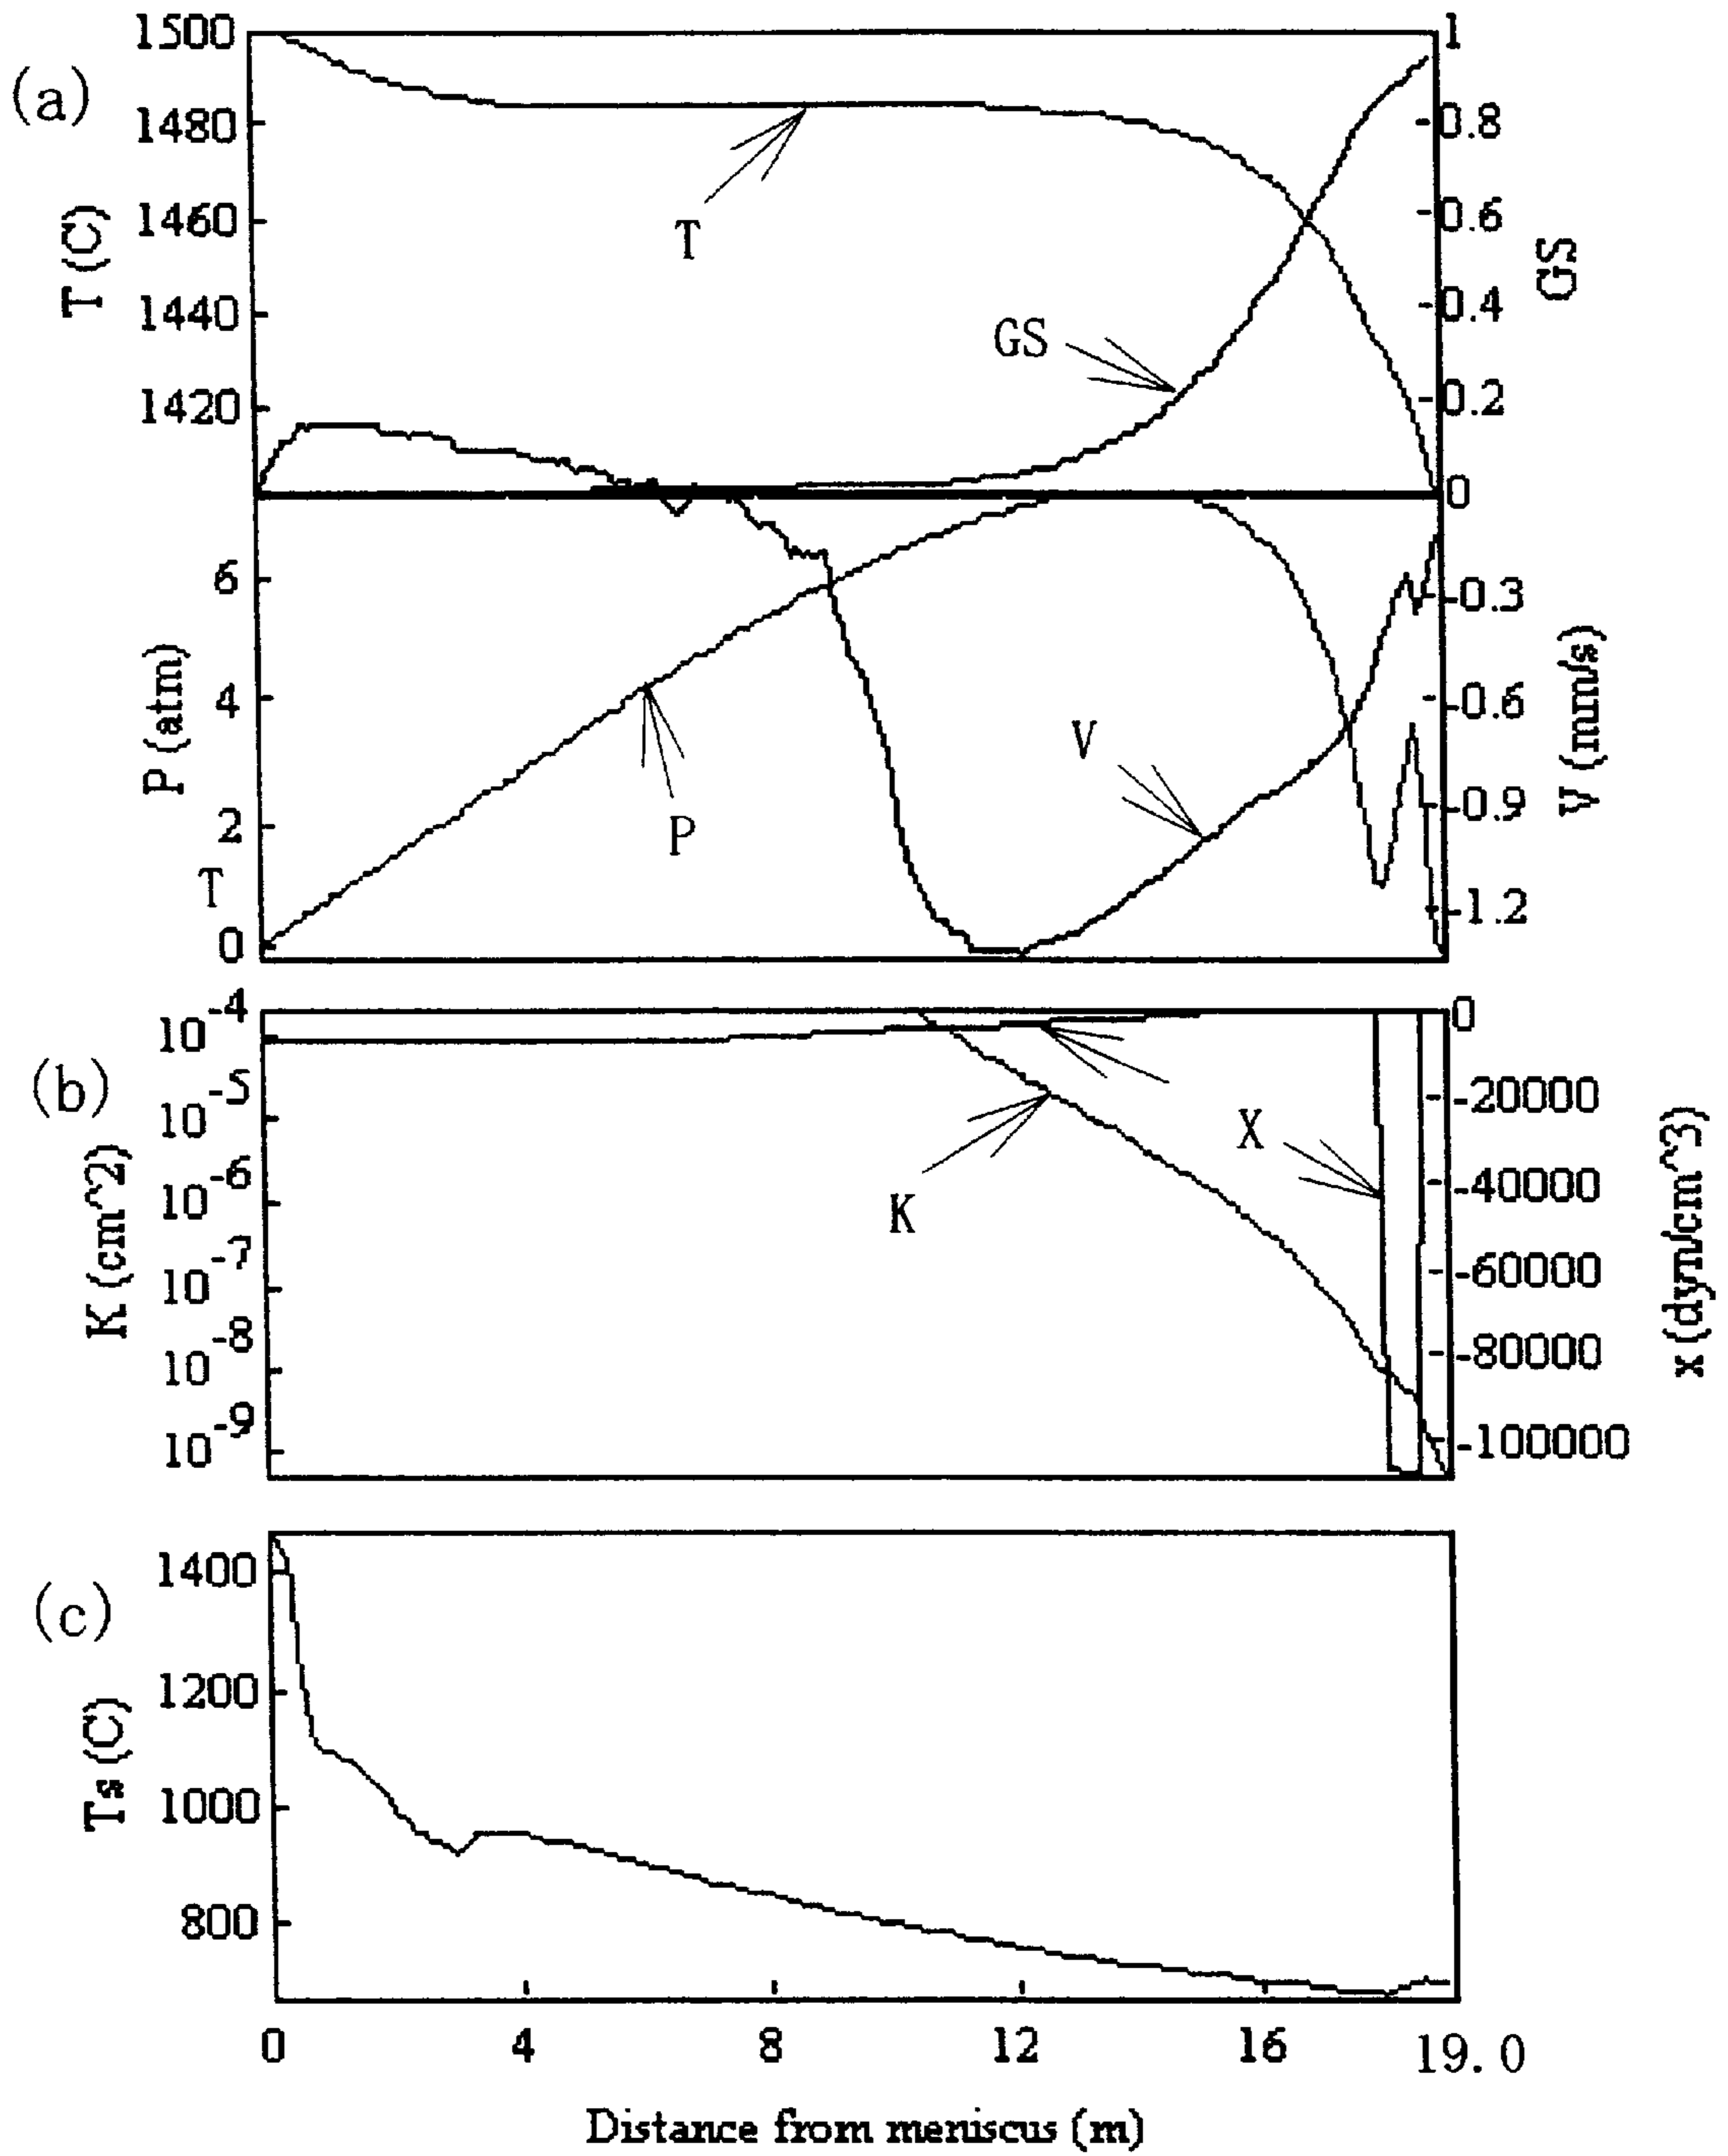 (a)
1500
1480
1460
1440
1420
T (C)
1
0.8
0.6
0.4
0.2
0
GS
T
GS
6
4
2
0
P (atm)
T
-0.3
-0.6
-0.9
-1.2
V (mm/s)
P
V
(b)
10^-4
10^-5
10^-6
10^-7
10^-8
10^-9
K (cm^2)
0
-20000
-40000
-60000
-80000
-100000
x (dyn/cm^3)
K
X
(c)
1400
1200
1000
800
Ts (C)
0 4 8 12 16 19.0
Distance from meniscus (m)